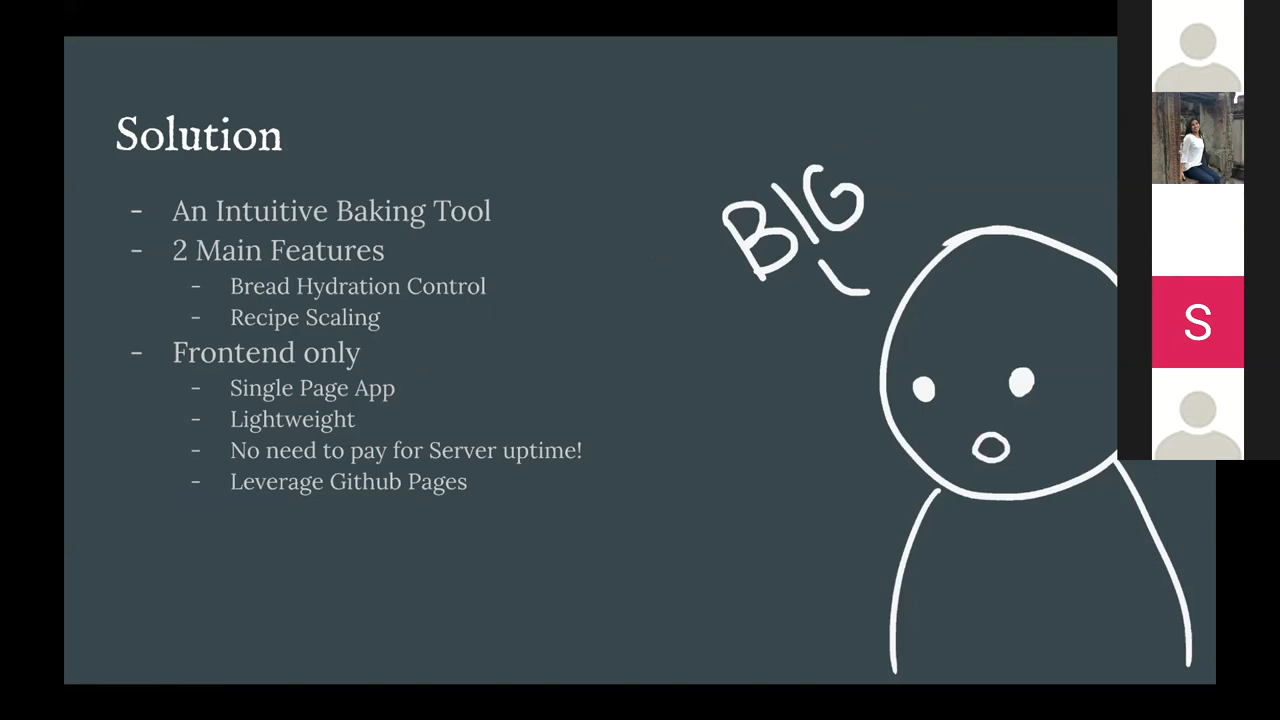 Solution
- An Intuitive Baking Tool
- 2 Main Features
- Bread Hydration Control
- Recipe Scaling
- Frontend only
- Single Page App
- Lightweight
- No need to pay for Server uptime!
- Leverage Github Pages
BIG
S